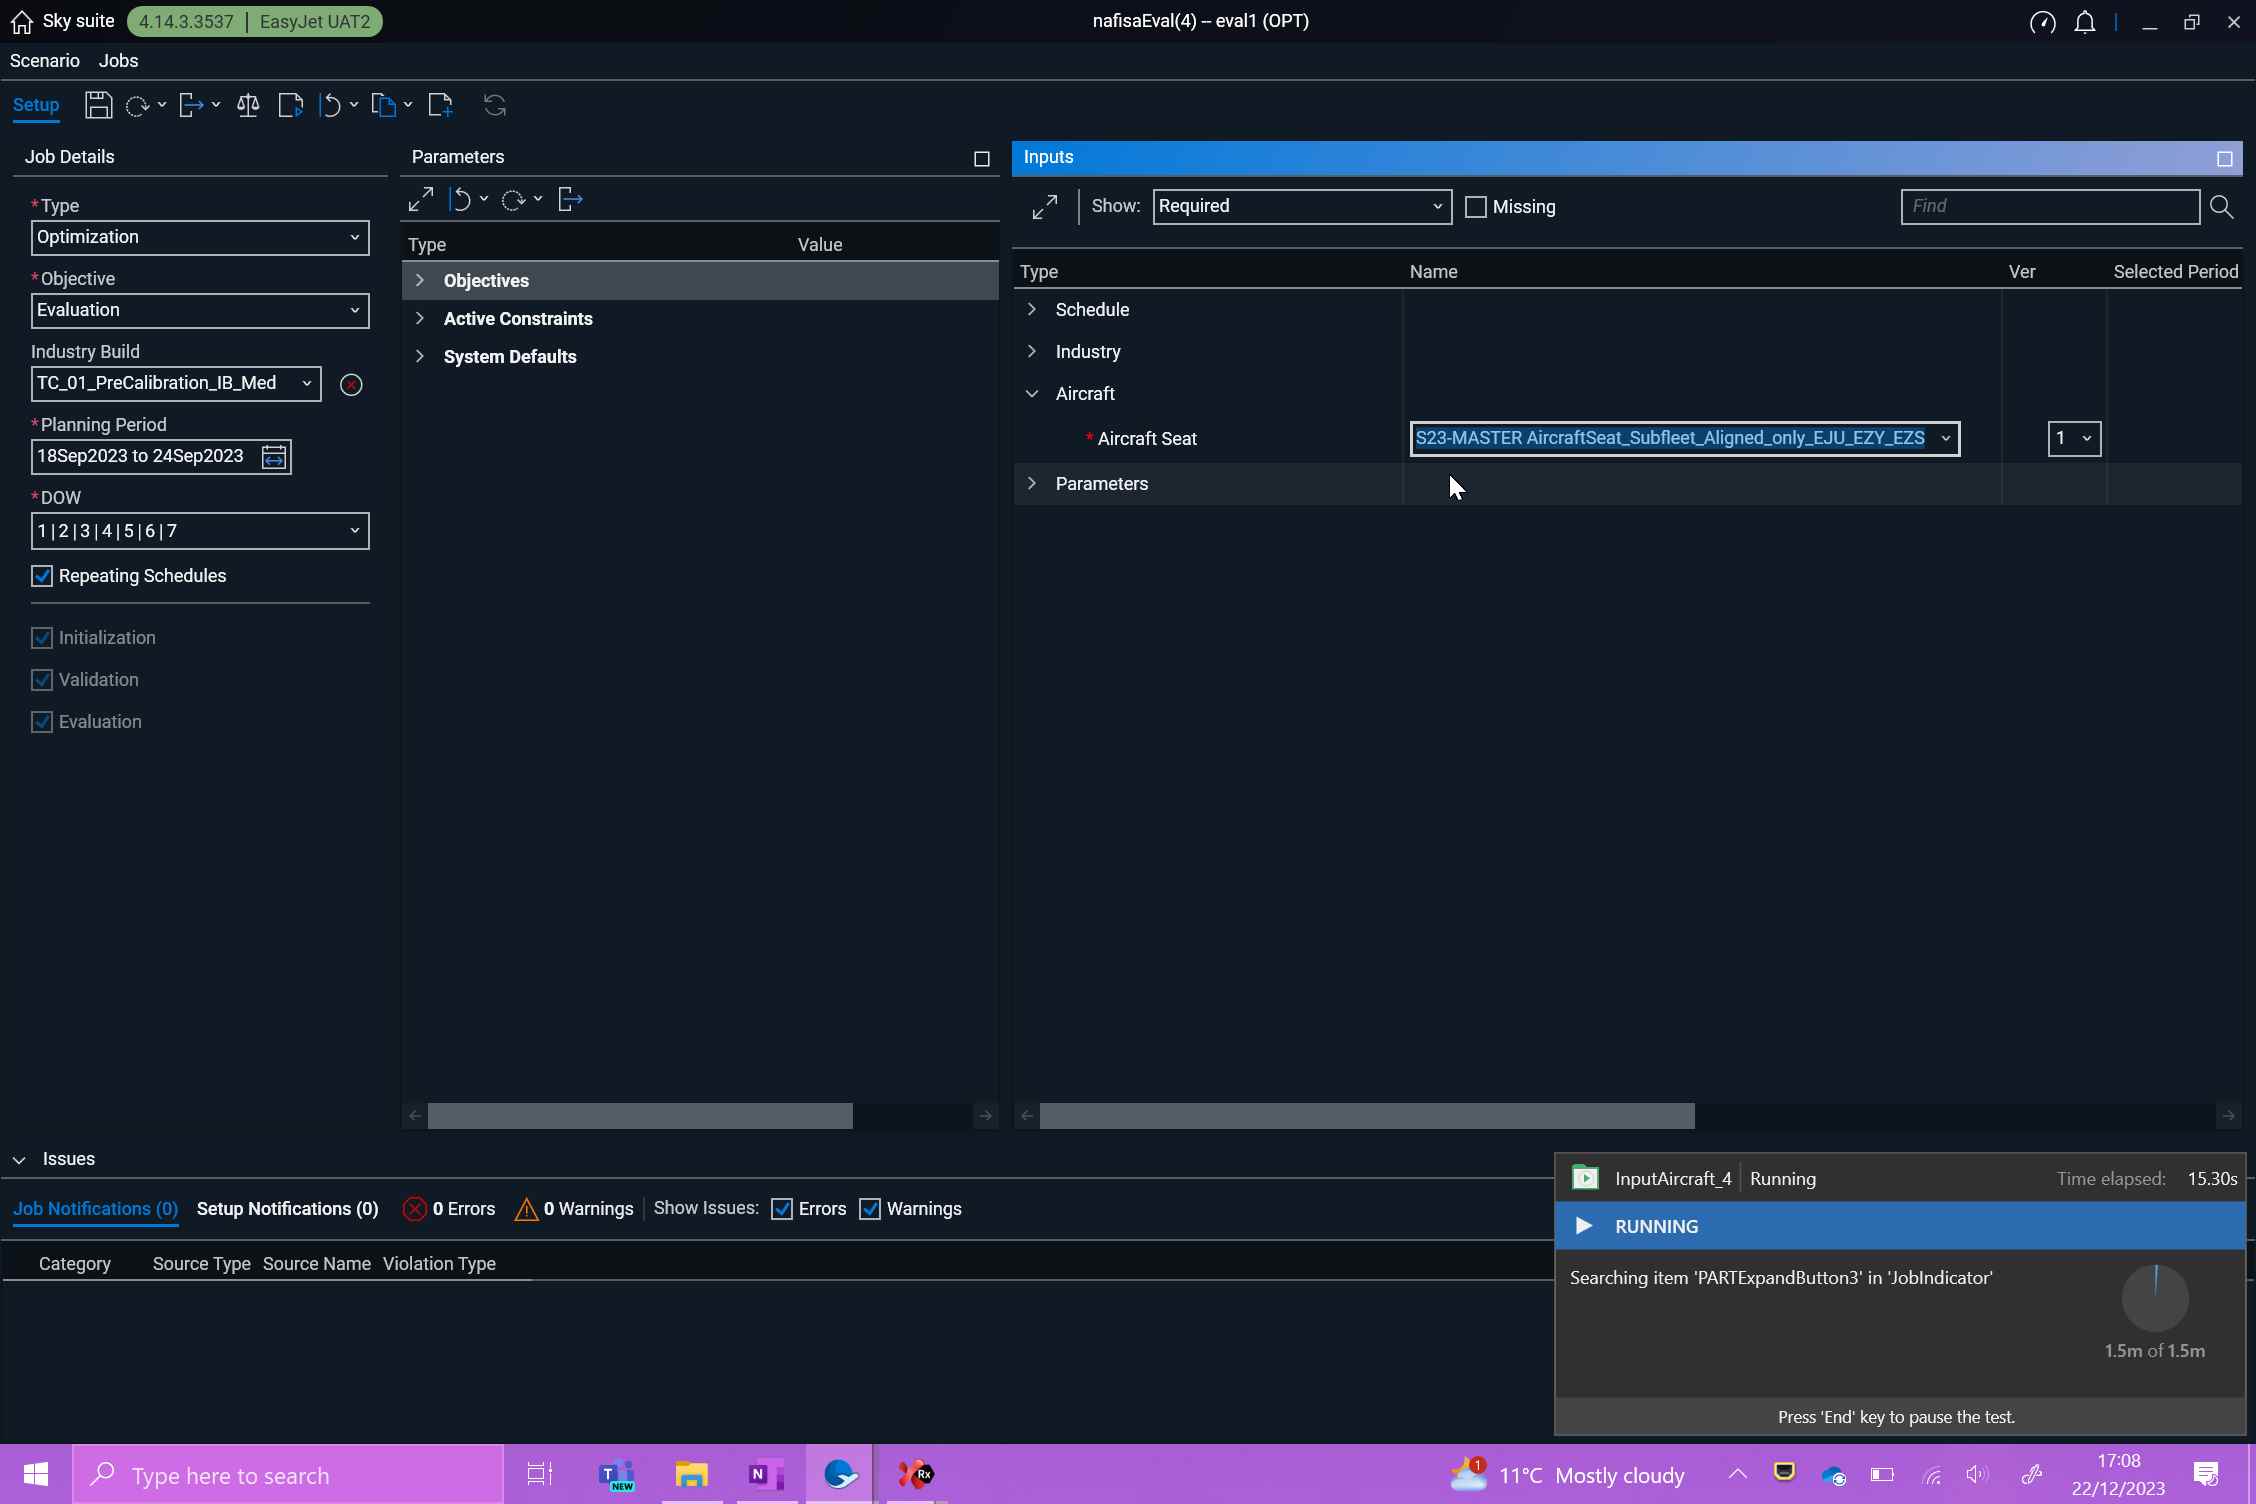 Sky suite 4.14.3.3537 | EasyJet UAT2 nafisaEval(4) -- eval1 (OPT)
Scenario Jobs
Setup
Job Details
*Type
Optimization
*Objective
Evaluation
Industry Build
TC_01_PreCalibration_IB_Med
*Planning Period
18Sep2023 to 24Sep2023
*DOW
1|2|3|4|5|6|7
Repeating Schedules
Initialization
Validation
Evaluation
Parameters
Type Value
Objectives
Active Constraints
System Defaults
Inputs
Show: Required Missing Find
Type Name Ver Selected Period
Schedule
Industry
Aircraft
* Aircraft Seat S23-MASTER AircraftSeat_Subfleet_Aligned_only_EJU_EZY_EZS 1
Parameters
Issues
Job Notifications (0) Setup Notifications (0) 0 Errors 0 Warnings Show Issues: Errors Warnings
Category Source Type Source Name Violation Type
InputAircraft_4 Running Time elapsed: 15.30s
RUNNING
Searching item 'PARTExpandButton3' in 'JobIndicator'
1.5m of 1.5m
Press 'End' key to pause the test.
Type here to search
T
NEW
N
Rx
1
11°C Mostly cloudy
17:08
22/12/2023